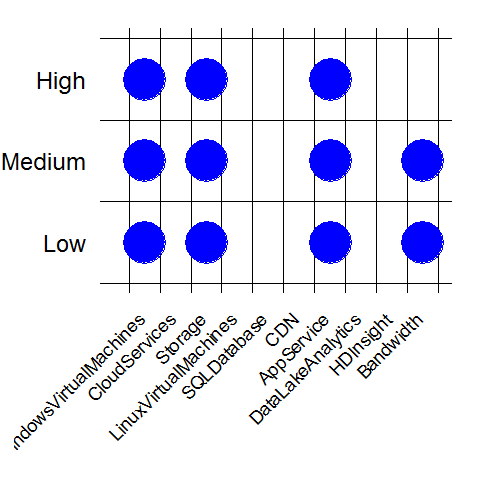 High
Medium
Low
ndowsVirtualMachines
CloudServices
Storage
LinuxVirtualMachines
SQLDatabase
CDN
AppService
DataLakeAnalytics
HDInsight
Bandwidth